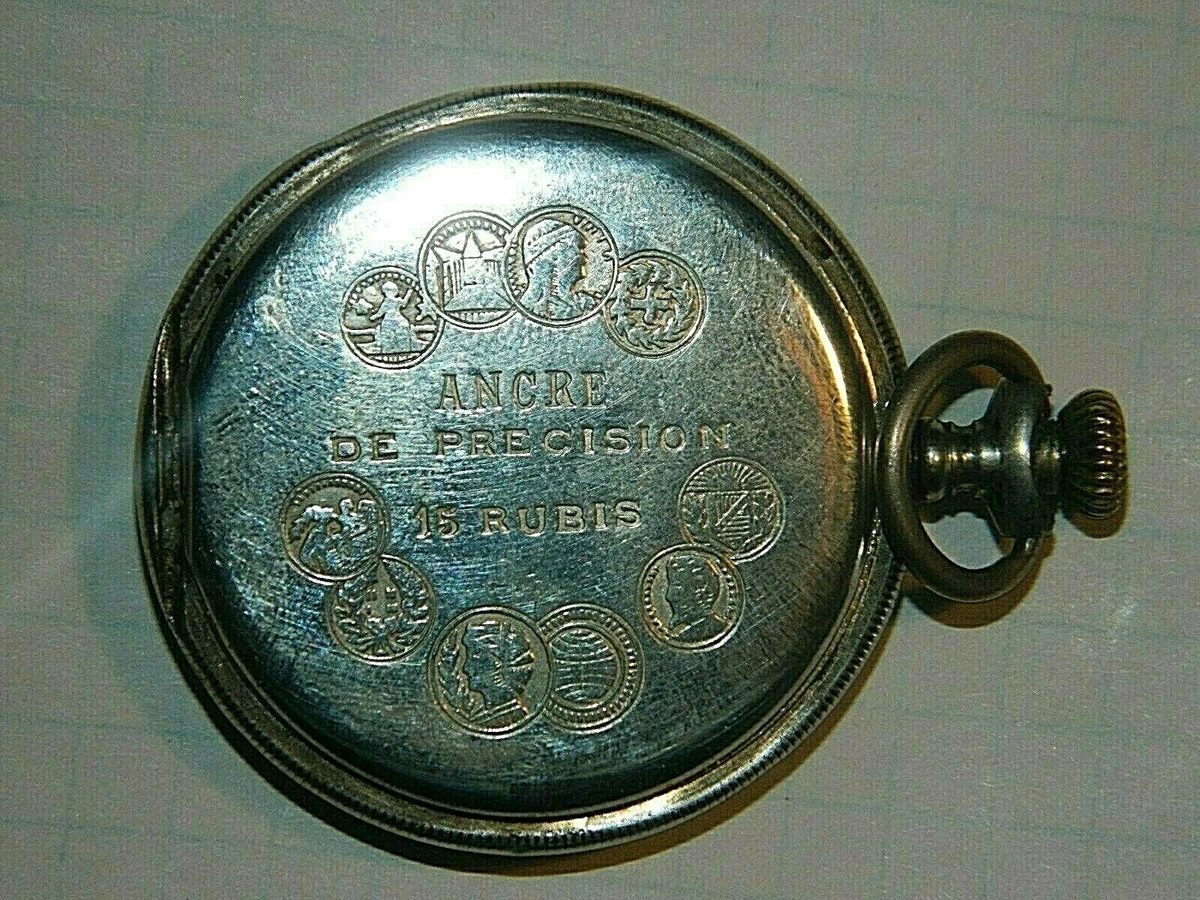 ANCRE
DE PRECISION
15 RUBIS